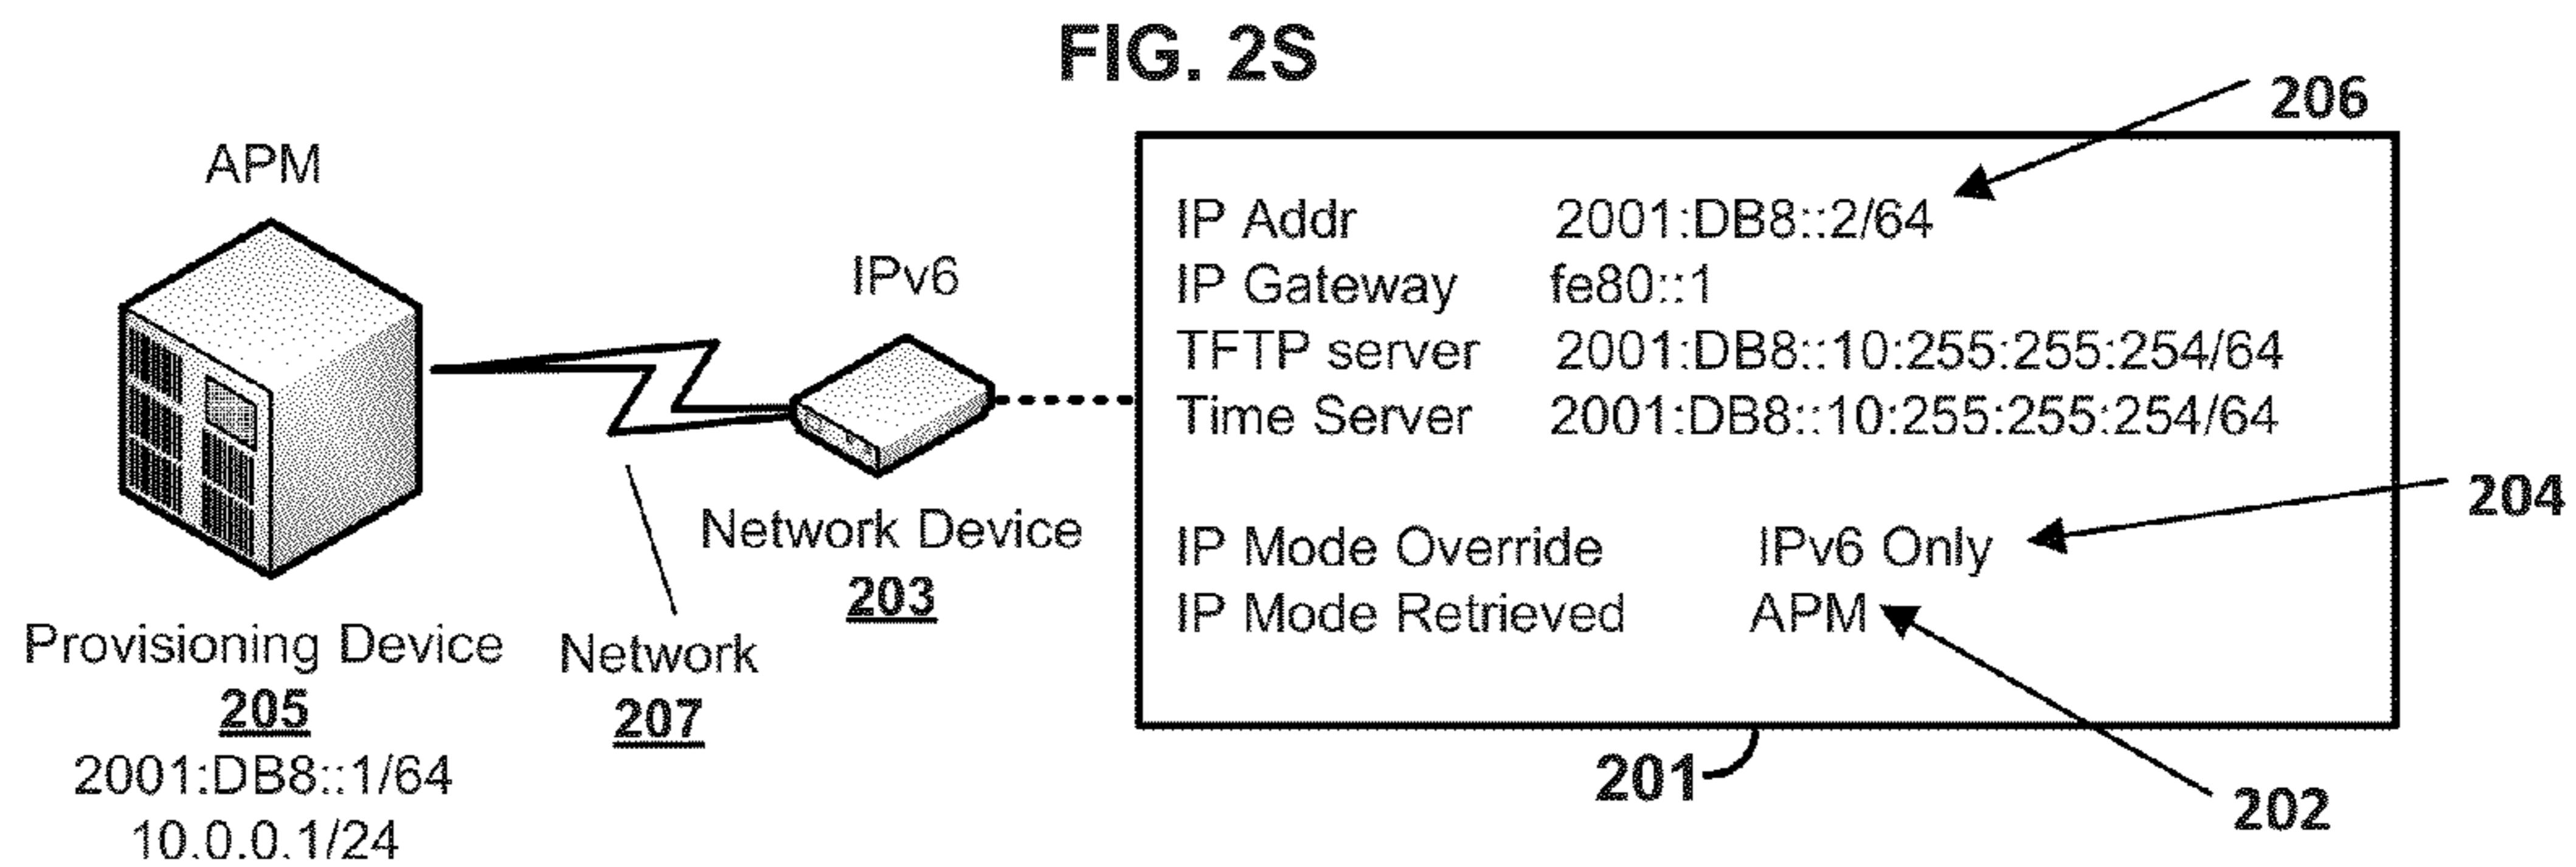 FIG. 2S
206
APM
IP Addr 2001:DB8::2/64
IPv6
IP Gateway fe80::1
TFTP server 2001:DB8::10:255:255:254/64
Time Server 2001:DB8::10:255:255:254/64
204
Network Device
203
IP Mode Override IPv6 Only
IP Mode Retrieved APM
Provisioning Device
205
Network
207
2001:DB8::1/64
10.0.0.1/24
201
202